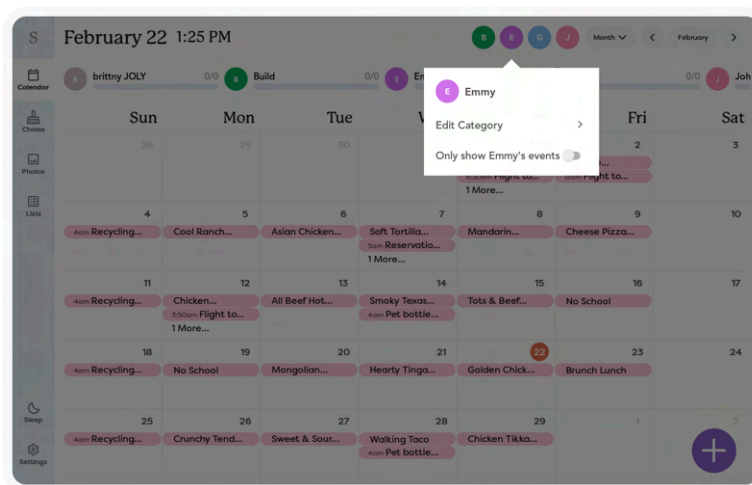 S
February 22 1:25 PM
B E G J
Month
February
Calendar
B brittny JOLY 0/0
B Build 0/0
E
0/0
J Joh
E Emmy
Edit Category
Only show Emmy's events
Chores
Photos
Lists
Sleep
Settings
Sun Mon Tue Fri Sat
28 29 30 2 3
Flight to...
1 More...
4 5 6 7 8 9 10
4am Recycling... Cool Ranch... Asian Chicken... Soft Tortilla... Mandarin... Cheese Pizza...
5am Reservatio...
1 More...
11 12 13 14 15 16 17
4am Recycling... Chicken... All Beef Hot... Smoky Texas... Tots & Beef... No School
3:50am Flight to... 4am Pet bottle...
1 More...
18 19 20 21 22 23 24
4am Recycling... No School Mongolian... Hearty Tinga... Golden Chick... Brunch Lunch
25 26 27 28 29 1 2
4am Recycling... Crunchy Tend... Sweet & Sour... Walking Taco Chicken Tikka...
4am Pet bottle...